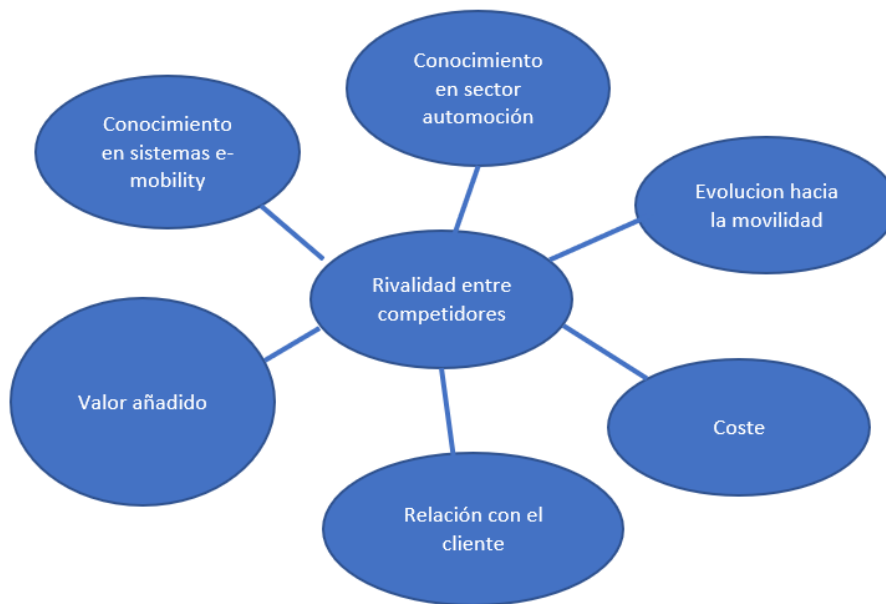 Conocimiento
en sector
automoción
Conocimiento
en sistemas e-
mobility
Evolucion hacia
la movilidad
Rivalidad entre
competidores
Valor añadido
Coste
Relación con el
cliente